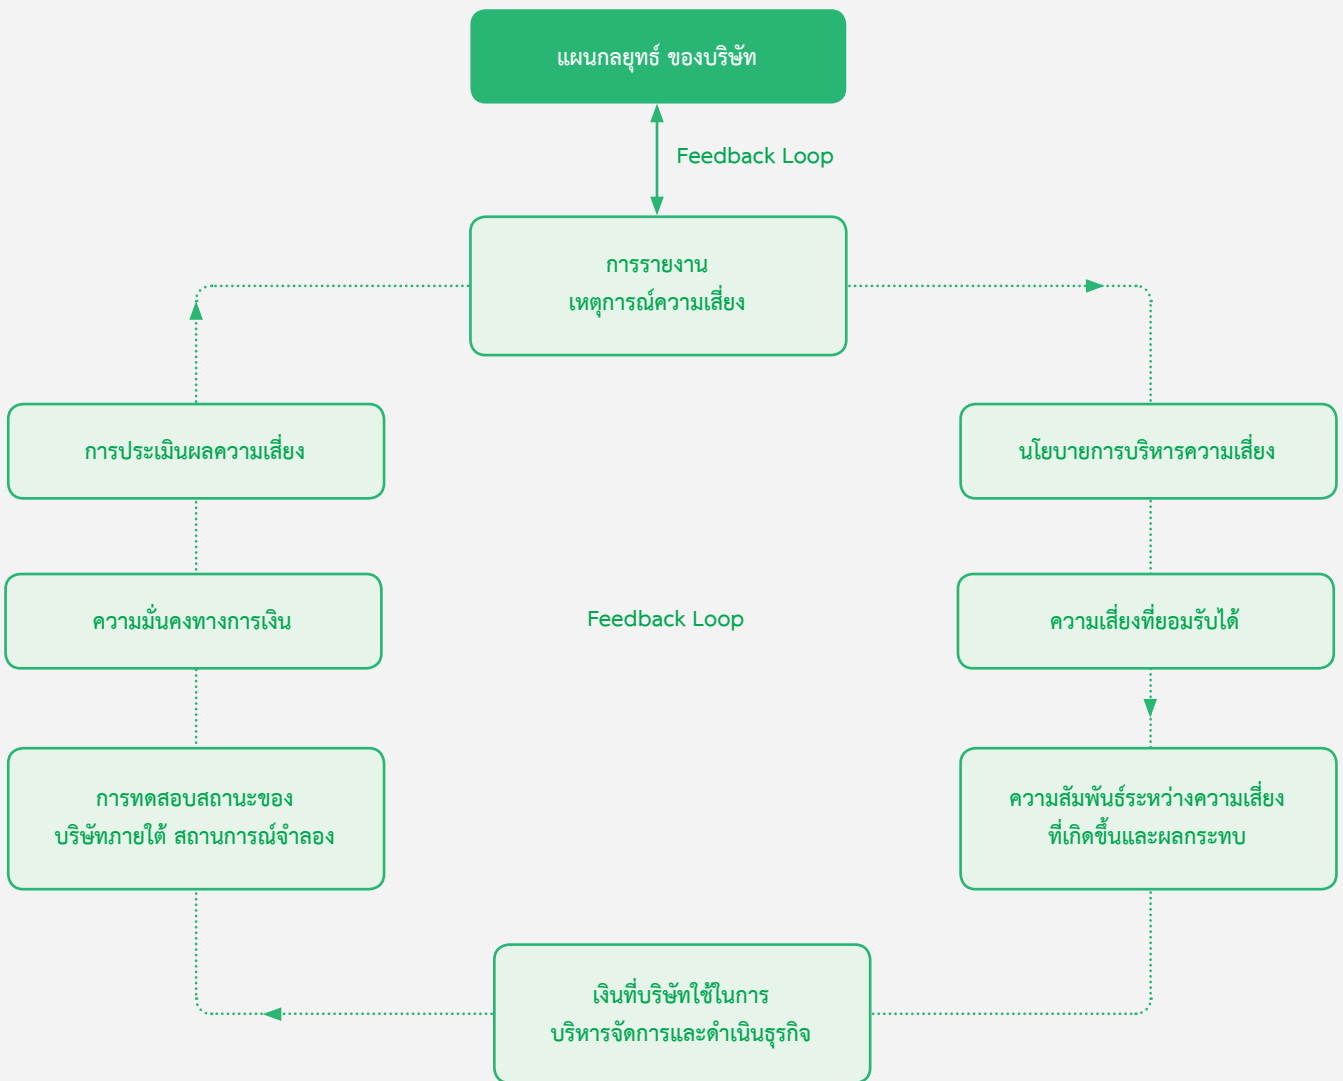 แผนกลยุทธ์ ของบริษัท
Feedback Loop
การรายงาน
เหตุการณ์ความเสี่ยง
การประเมินผลความเสี่ยง
นโยบายการบริหารความเสี่ยง
ความมั่นคงทางการเงิน
Feedback Loop
ความเสี่ยงที่ยอมรับได้
การทดสอบสถานะของ
บริษัทภายใต้ สถานการณ์จำลอง
ความสัมพันธ์ระหว่างความเสี่ยง
ที่เกิดขึ้นและผลกระทบ
เงินที่บริษัทใช้ในการ
บริหารจัดการและดำเนินธุรกิจ